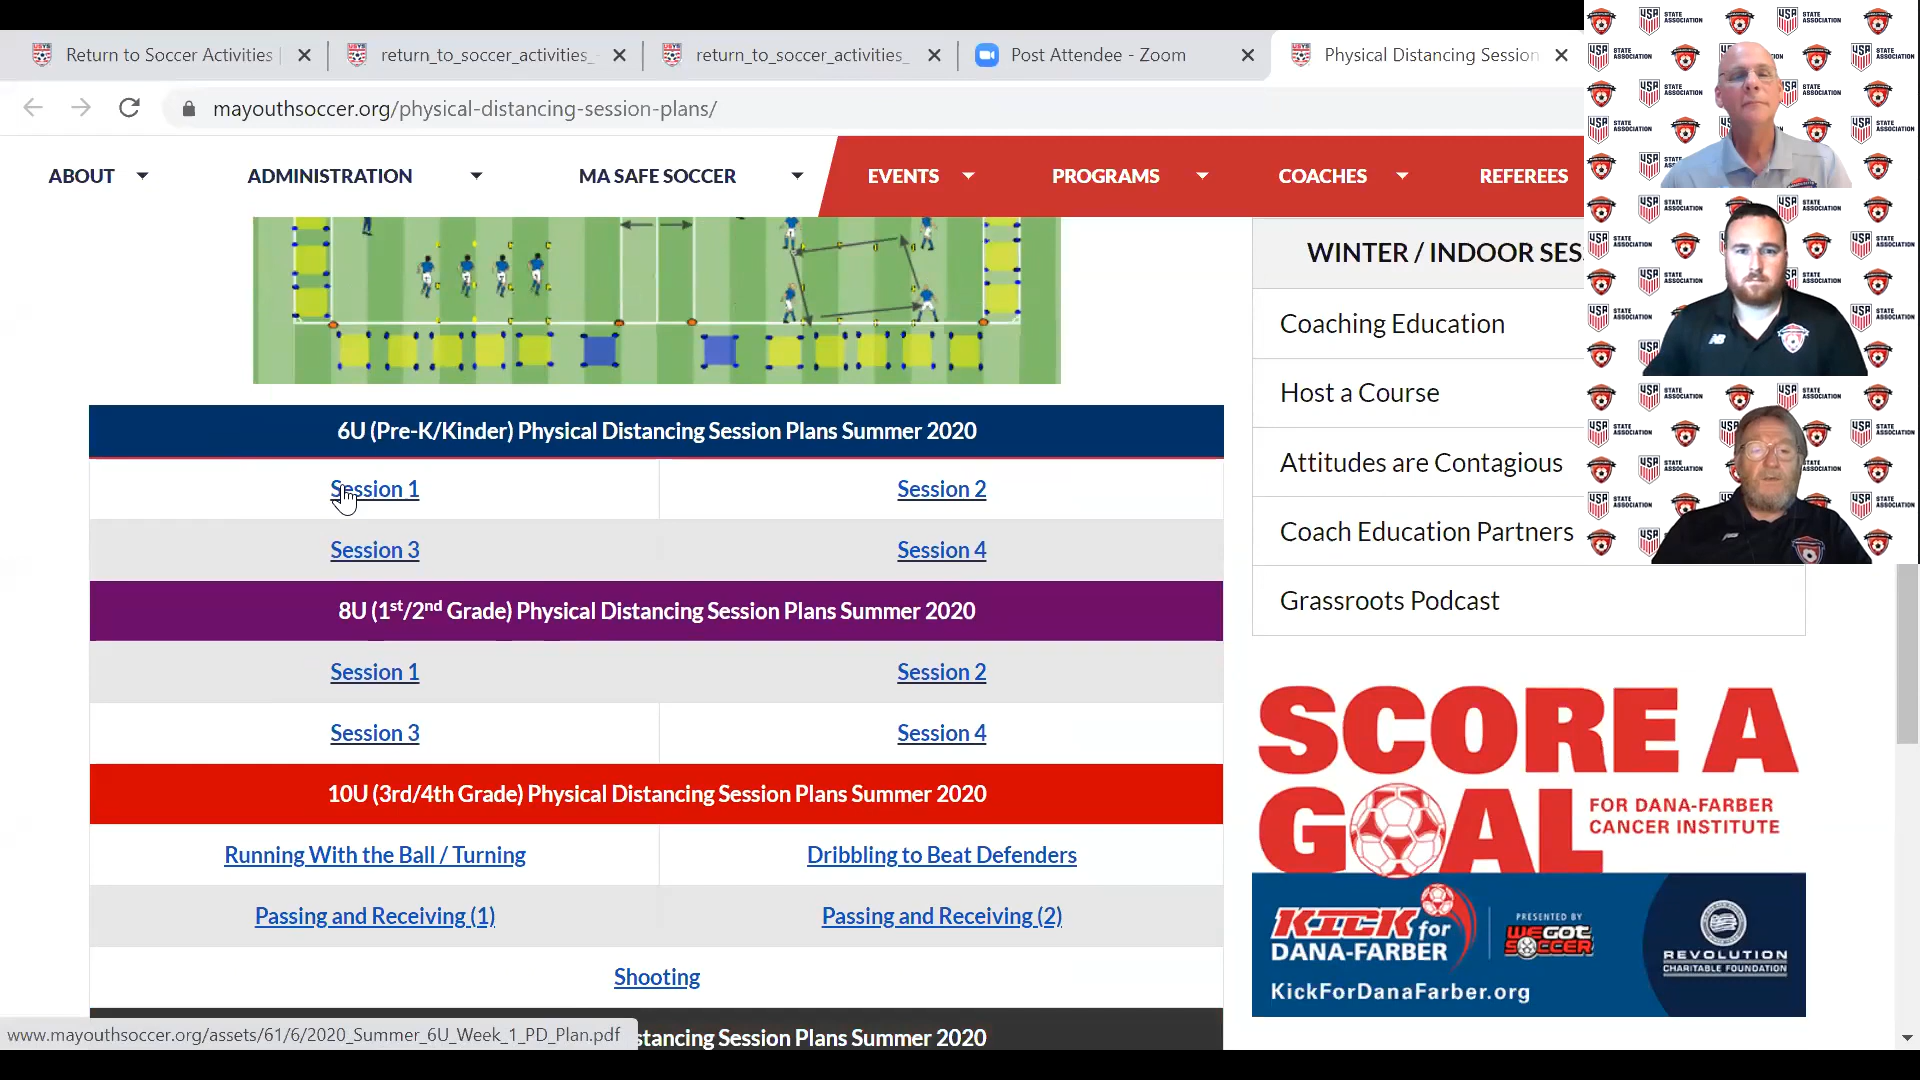 Return to Soccer Activities
return_to_soccer_activities_
return_to_soccer_activities_
Post Attendee - Zoom
Physical Distancing Session
mayouthsoccer.org/physical-distancing-session-plans/
ABOUT
ADMINISTRATION
MA SAFE SOCCER
EVENTS
PROGRAMS
COACHES
REFEREES
WINTER / INDOOR SES
Coaching Education
Host a Course
Attitudes are Contagious
Coach Education Partners
Grassroots Podcast
6U (Pre-K/Kinder) Physical Distancing Session Plans Summer 2020
Session 1
Session 2
Session 3
Session 4
8U (1st/2nd Grade) Physical Distancing Session Plans Summer 2020
Session 1
Session 2
Session 3
Session 4
10U (3rd/4th Grade) Physical Distancing Session Plans Summer 2020
Running With the Ball / Turning
Dribbling to Beat Defenders
Passing and Receiving (1)
Passing and Receiving (2)
Shooting
stancing Session Plans Summer 2020
www.mayouthsoccer.org/assets/61/6/2020_Summer_6U_Week_1_PD_Plan.pdf
SCORE A
GOAL
FOR DANA-FARBER
CANCER INSTITUTE
KICK for
DANA-FARBER
PRESENTED BY
WEGOT
SOCCER
REVOLUTION
CHARITABLE FOUNDATION
KickForDanaFarber.org
USA
STATE
ASSOCIATION
NB